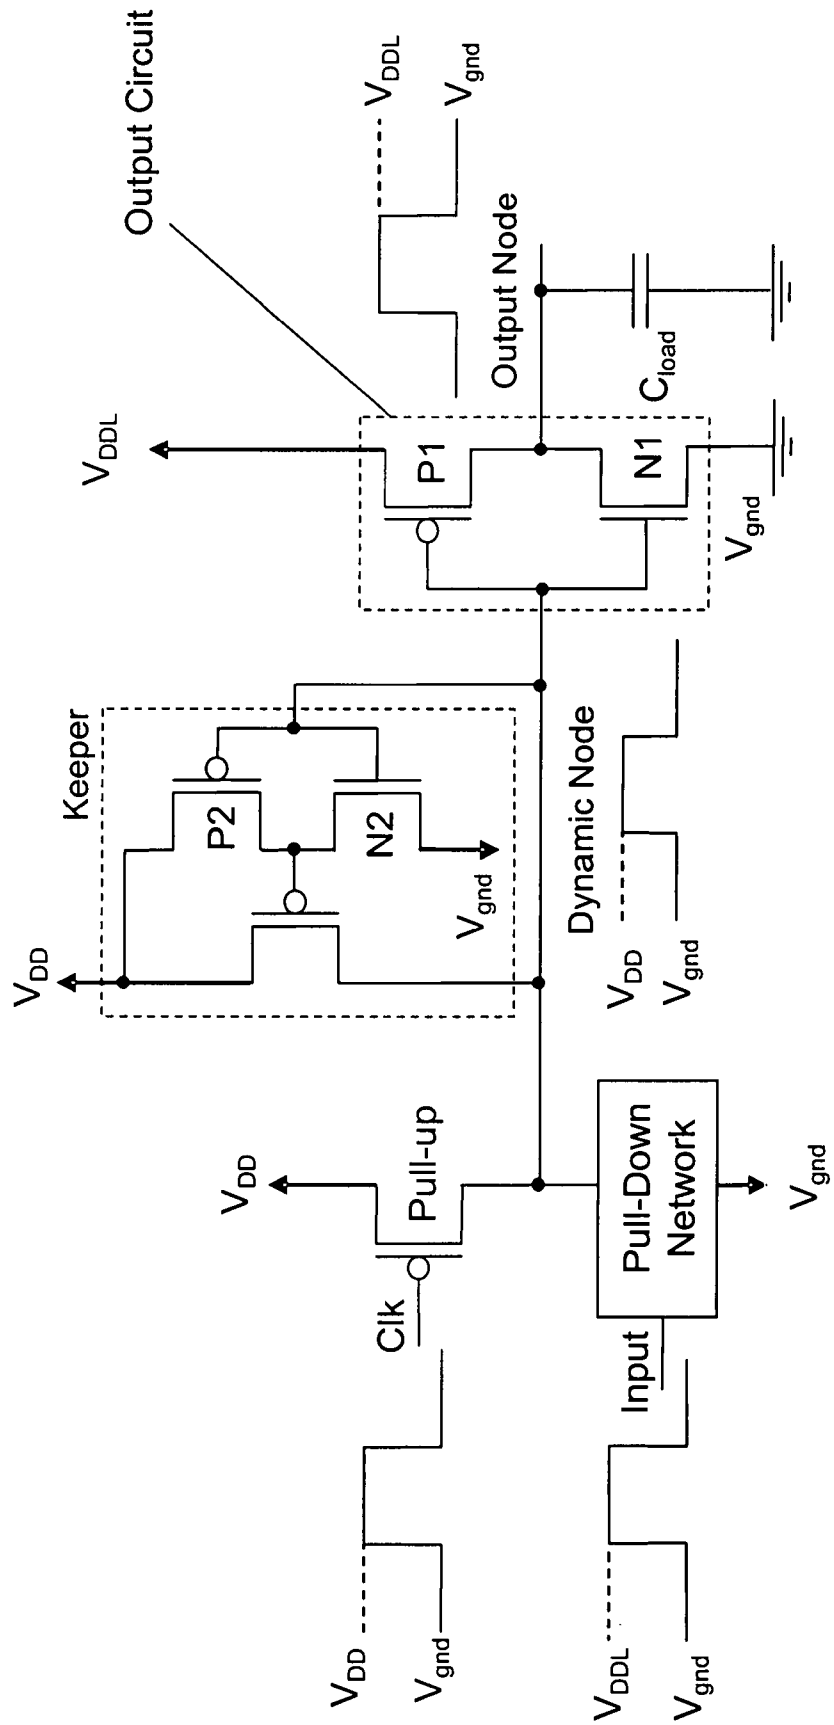 Output Circuit
V_DDL
V_gnd
Output Node
C_load
V_DDL
P1
N1
V_gnd
Keeper
V_DD
P2
N2
V_gnd
Dynamic Node
V_DD
V_gnd
V_DD
Pull-up
Clk
Pull-Down
Network
V_gnd
Input
V_DD
V_gnd
V_DDL
V_gnd